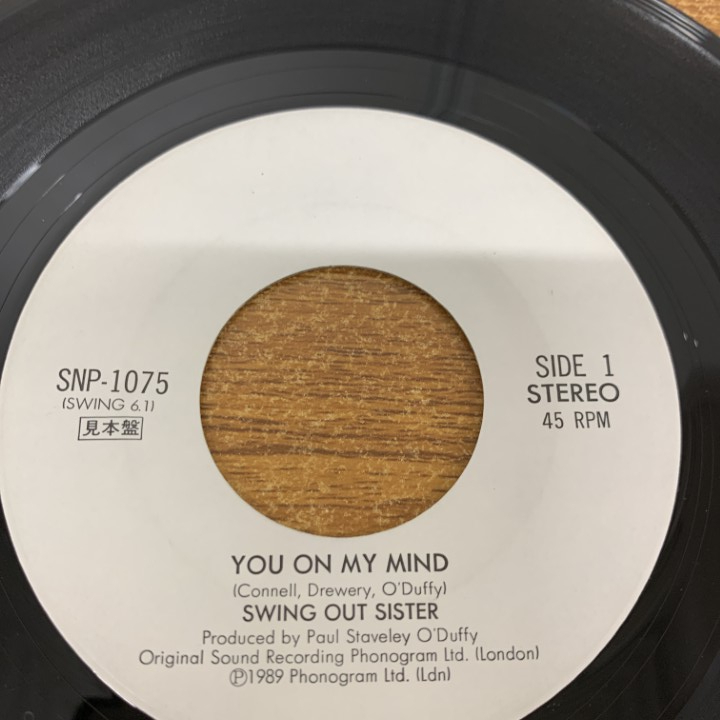 SNP-1075
(SWING 6.1)
見本盤
SIDE 1
STEREO
45 RPM
YOU ON MY MIND
(Connell, Drewery, O'Duffy)
SWING OUT SISTER
Produced by Paul Staveley O'Duffy
Original Sound Recording Phonogram Ltd. (London)
Ⓟ1989 Phonogram Ltd. (Ldn)